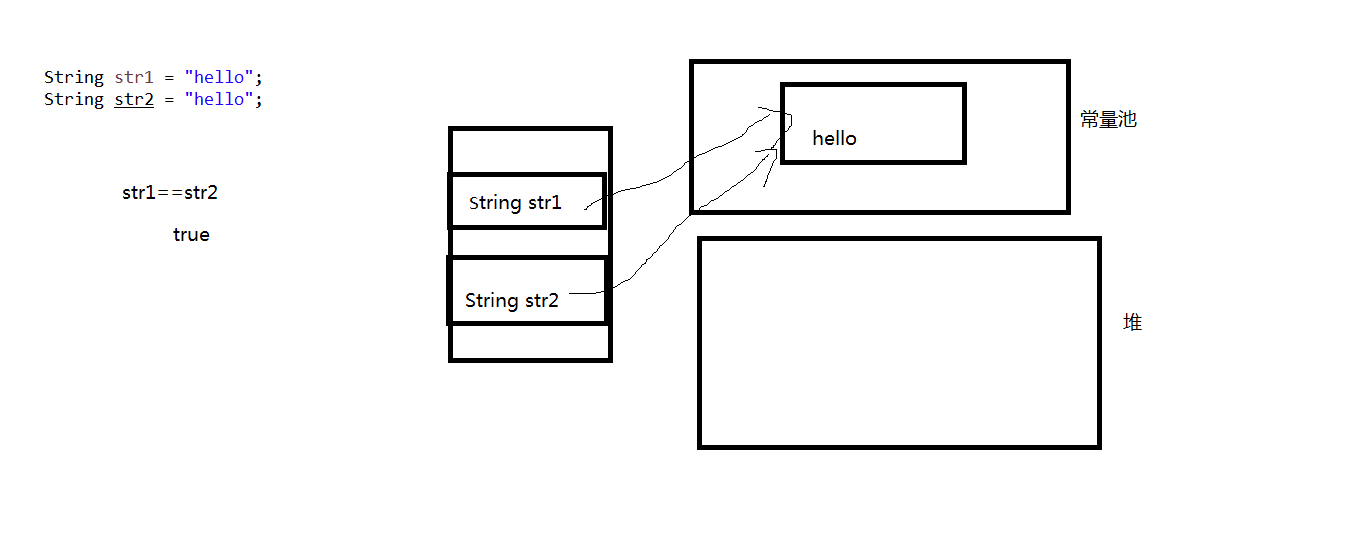 String str1 = "hello";
String str2 = "hello";
str1==str2
true
String str1
String str2
hello
常量池
堆